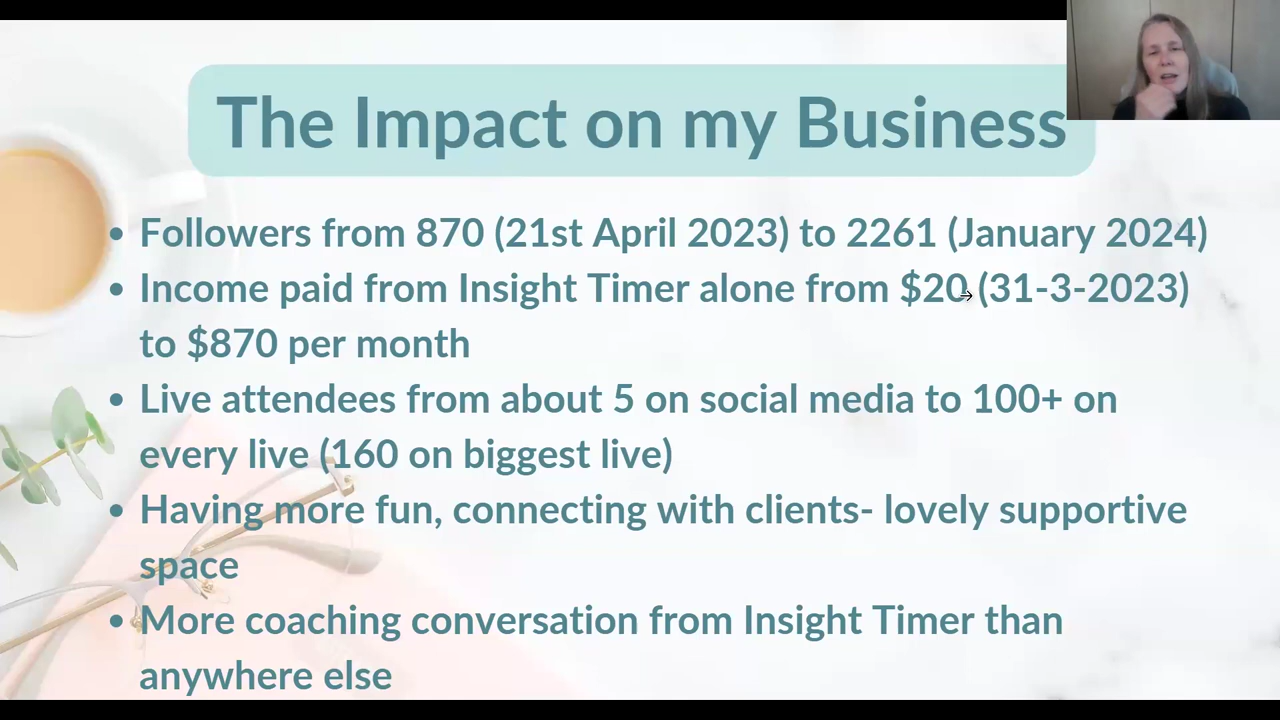 The Impact on my Business
• Followers from 870 (21st April 2023) to 2261 (January 2024)
• Income paid from Insight Timer alone from $20 (31-3-2023)
to $870 per month
• Live attendees from about 5 on social media to 100+ on
every live (160 on biggest live)
• Having more fun, connecting with clients- lovely supportive
space
• More coaching conversation from Insight Timer than
anywhere else